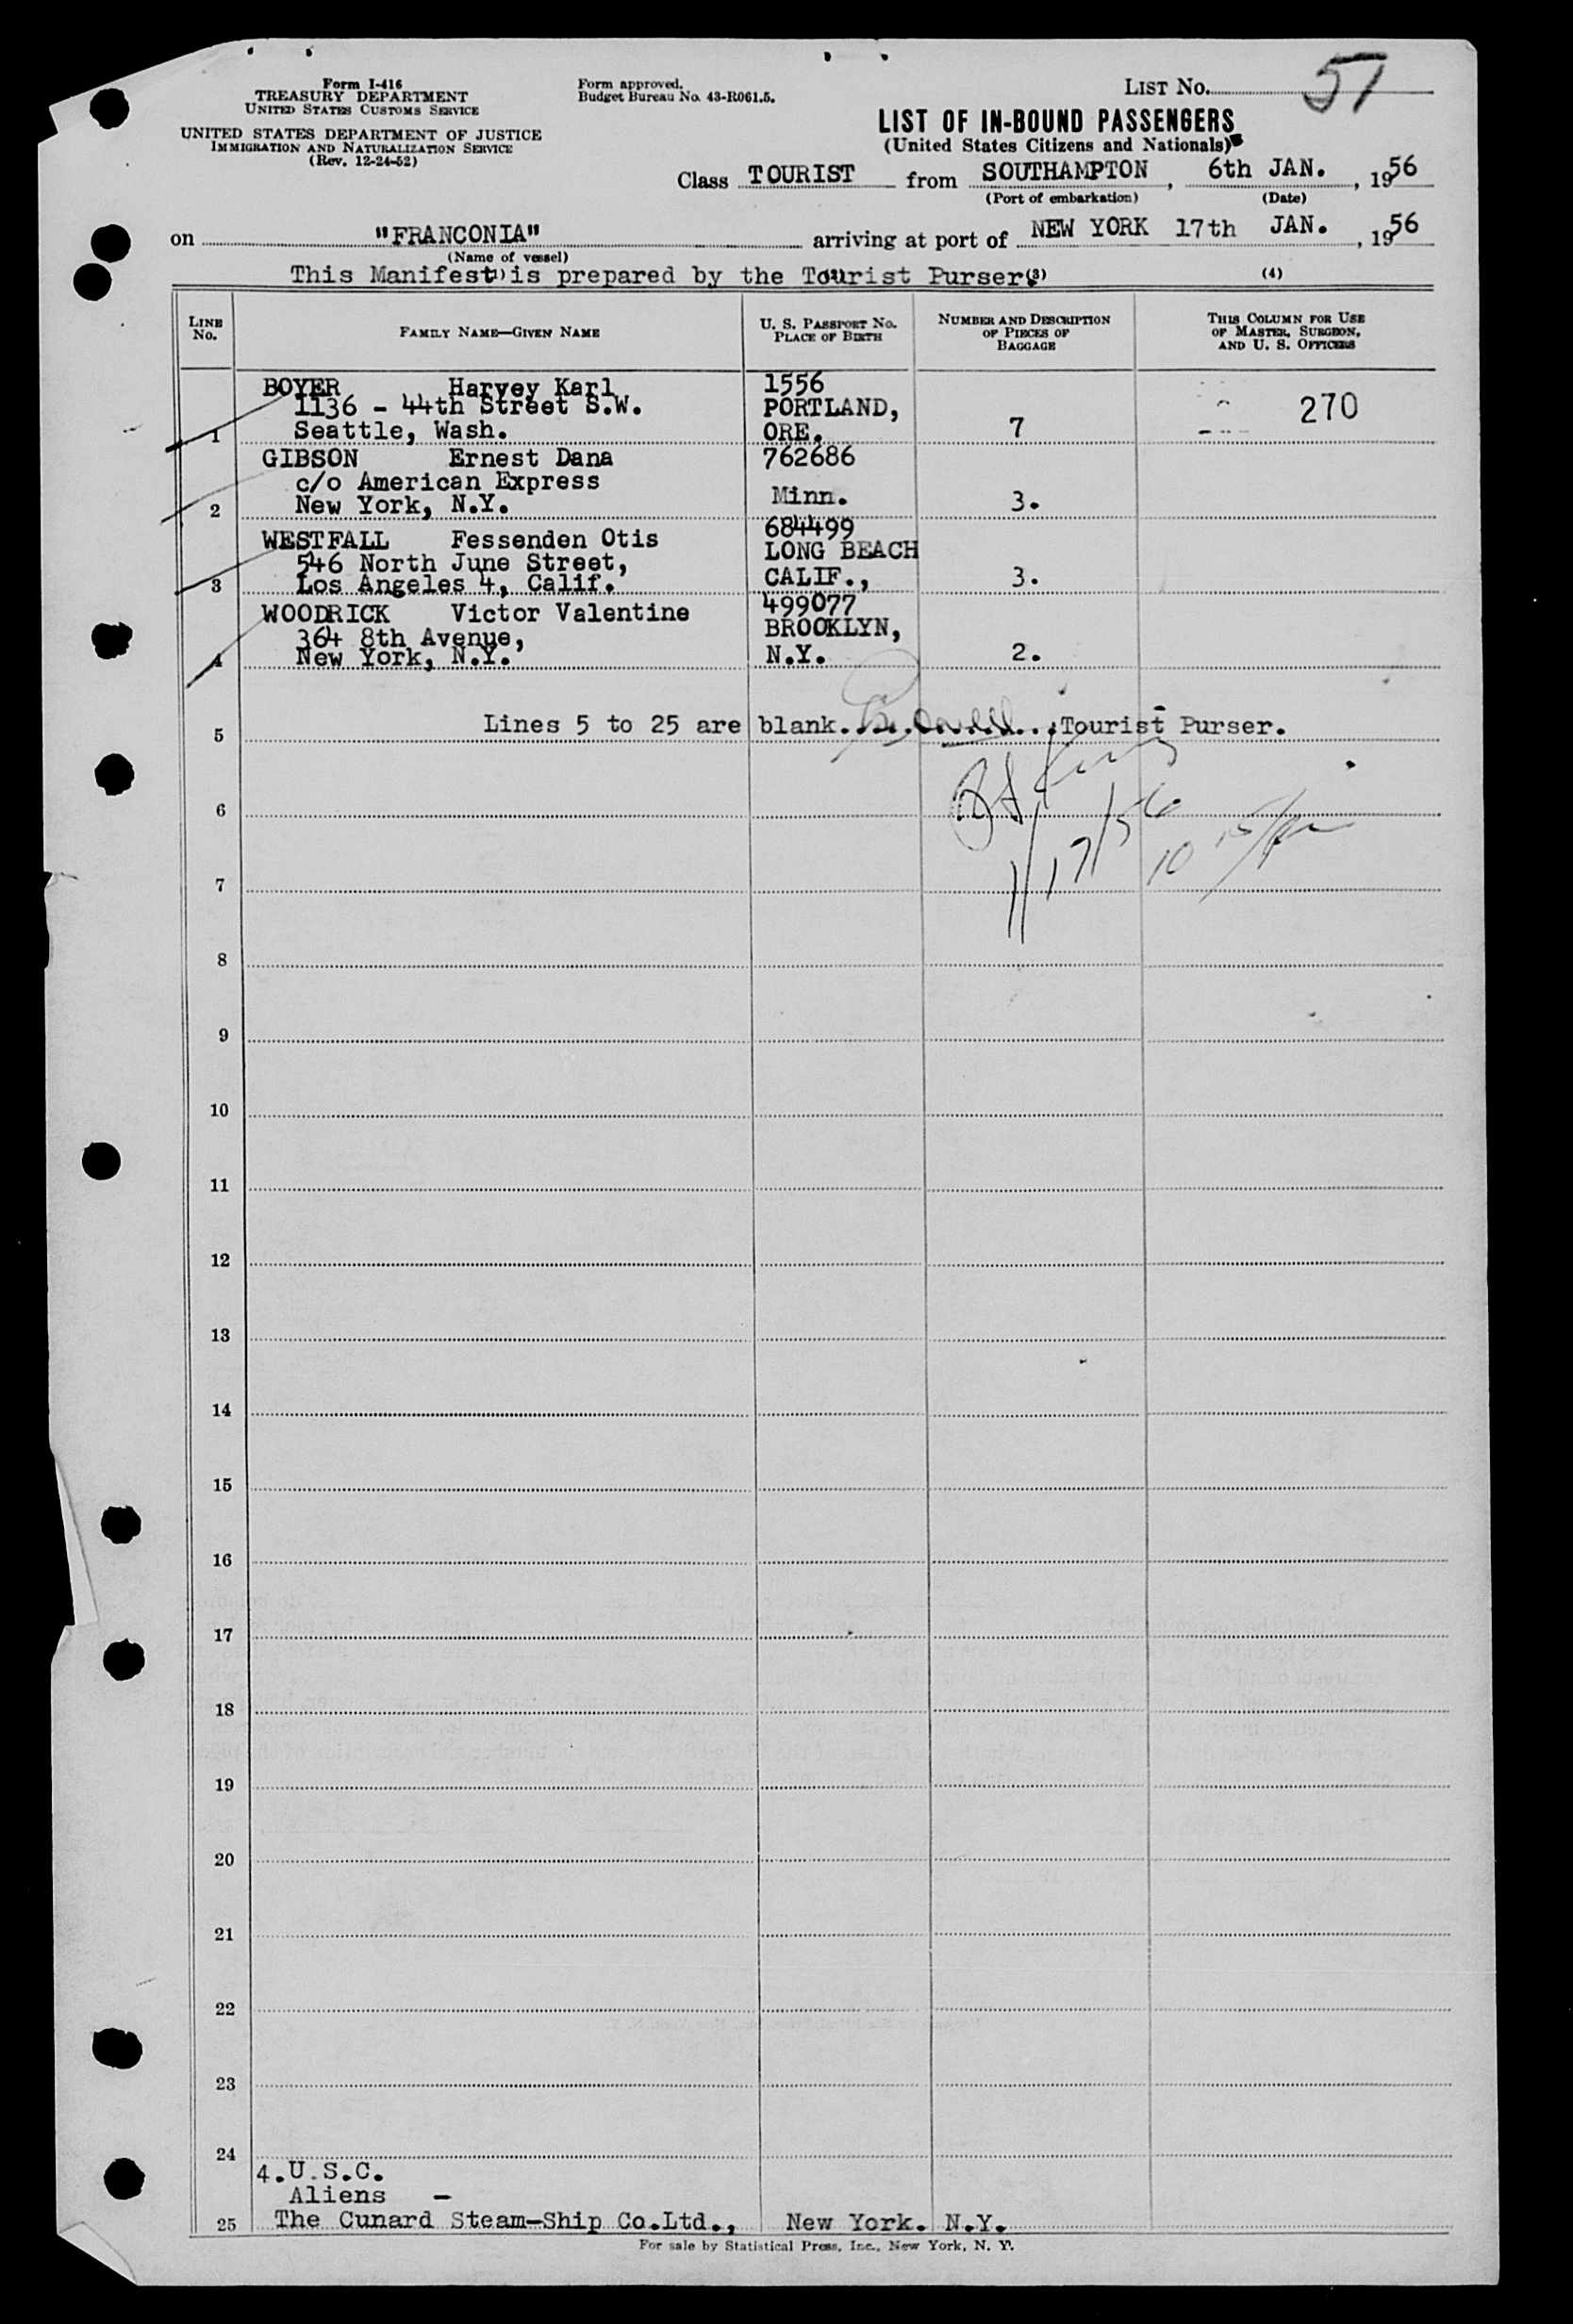 Form I-416
TREASURY DEPARTMENT
UNITED STATES CUSTOMS SERVICE
UNITED STATES DEPARTMENT OF JUSTICE
IMMIGRATION AND NATURALIZATION SERVICE
(Rev. 12-24-52)
Form approved.
Budget Bureau No. 43-R061.5.
LIST No. 51
LIST OF IN-BOUND PASSENGERS
(United States Citizens and Nationals)
Class TOURIST from SOUTHAMPTON, 6th JAN., 1956
(Port of embarkation) (Date)
on "FRANCONIA" arriving at port of NEW YORK 17th JAN., 1956
(Name of vessel)
This Manifest is prepared by the Tourist Purser. (3) (4)
LINE No. FAMILY NAME—GIVEN NAME U. S. PASSPORT NO. PLACE OF BIRTH NUMBER AND DESCRIPTION OF PIECES OF BAGGAGE THIS COLUMN FOR USE OF MASTER, SURGEON, AND U. S. OFFICERS
BOYER Harvey Karl 1556
1136 - 44th Street S.W. PORTLAND, 270
1 Seattle, Wash. ORE. 7
GIBSON Ernest Dana 762686
c/o American Express Minn.
2 New York, N.Y. 3.
684499
WESTFALL Fessenden Otis LONG BEACH
546 North June Street,
3 Los Angeles 4, Calif. CALIF., 3.
WOODRICK Victor Valentine 499077
364 8th Avenue, BROOKLYN,
4 New York, N.Y. N.Y. 2.
5 Lines 5 to 25 are blank. Tourist Purser.
6
1/17/56 10 15/
7
8
9
10
11
12
13
14
15
16
17
18
19
20
21
22
23
24
4.U.S.C.
Aliens —
25 The Cunard Steam-Ship Co.Ltd., New York. N.Y.
For sale by Statistical Press, Inc., New York, N. Y.